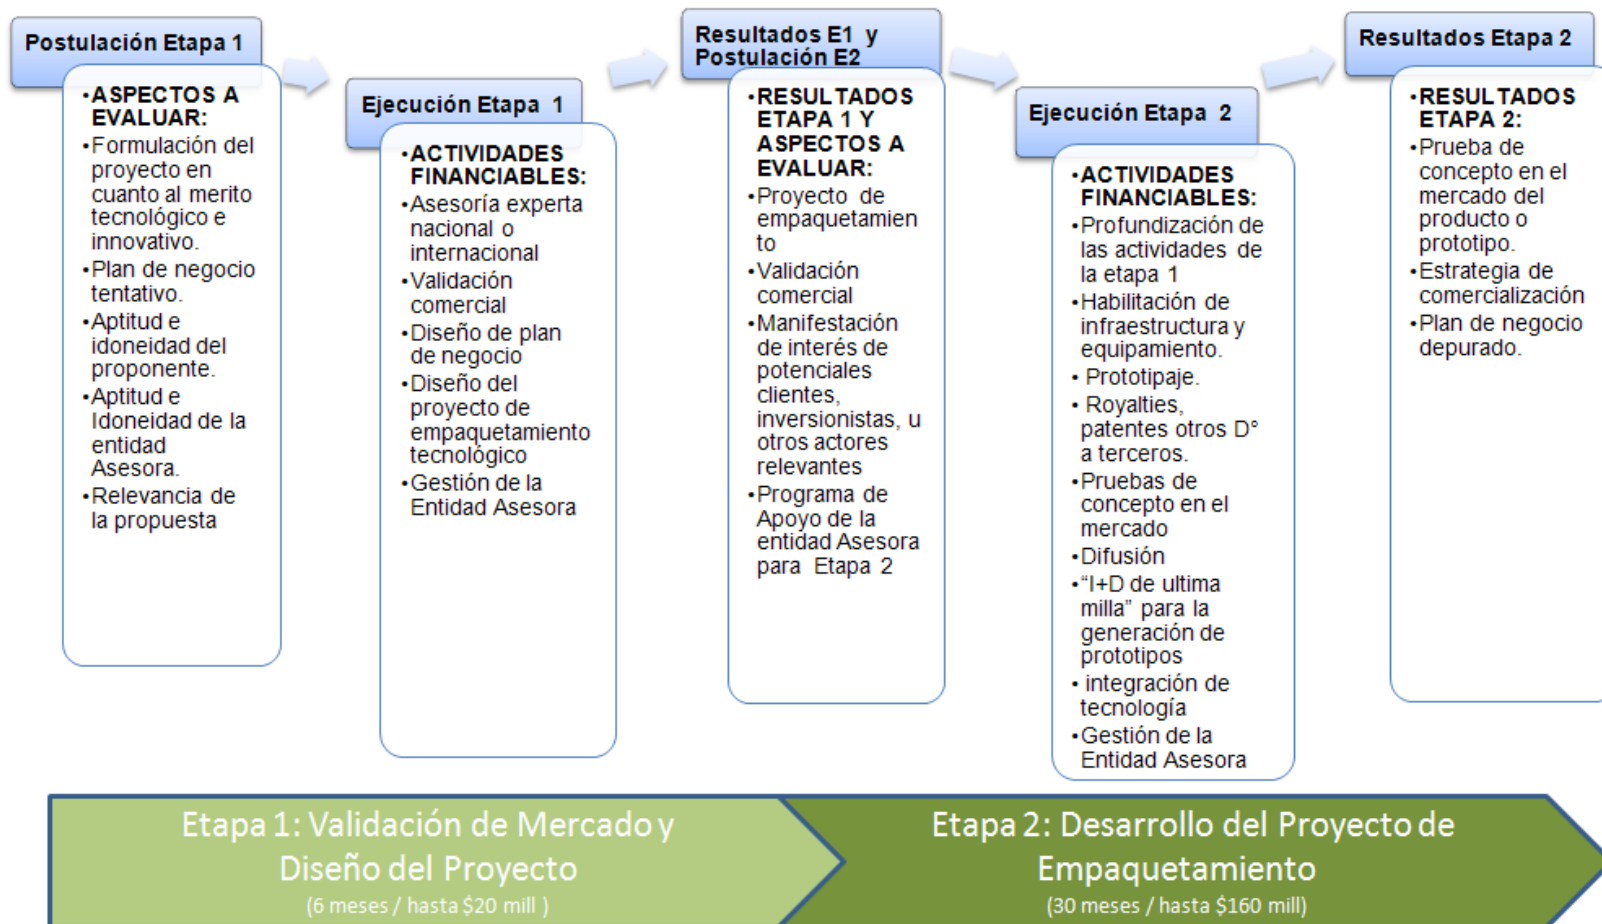 Postulación Etapa 1
•ASPECTOS A
EVALUAR:
•Formulación del
proyecto en
cuanto al merito
tecnológico e
innovativo.
•Plan de negocio
tentativo.
•Aptitud e
idoneidad del
proponente.
•Aptitud e
Idoneidad de la
entidad
Asesora.
•Relevancia de
la propuesta
Ejecución Etapa 1
•ACTIVIDADES
FINANCIABLES:
•Asesoría experta
nacional o
internacional
•Validación
comercial
•Diseño de plan
de negocio
•Diseño del
proyecto de
empaquetamiento
tecnológico
•Gestión de la
Entidad Asesora
Resultados E1 y
Postulación E2
•RESULTADOS
ETAPA 1 Y
ASPECTOS A
EVALUAR:
•Proyecto de
empaquetamien
to
•Validación
comercial
•Manifestación
de interés de
potenciales
clientes,
inversionistas, u
otros actores
relevantes
•Programa de
Apoyo de la
entidad Asesora
para Etapa 2
Ejecución Etapa 2
•ACTIVIDADES
FINANCIABLES:
•Profundización de
las actividades de
la etapa 1
•Habilitación de
infraestructura y
equipamiento.
• Prototipaje.
• Royalties,
patentes otros D°
a terceros.
•Pruebas de
concepto en el
mercado
•Difusión
•“I+D de ultima
milla” para la
generación de
prototipos
• integración de
tecnología
•Gestión de la
Entidad Asesora
Resultados Etapa 2
•RESULTADOS
ETAPA 2:
•Prueba de
concepto en el
mercado del
producto o
prototipo.
•Estrategia de
comercialización
•Plan de negocio
depurado.
Etapa 1: Validación de Mercado y
Diseño del Proyecto
(6 meses / hasta $20 mill )
Etapa 2: Desarrollo del Proyecto de
Empaquetamiento
(30 meses / hasta $160 mill)